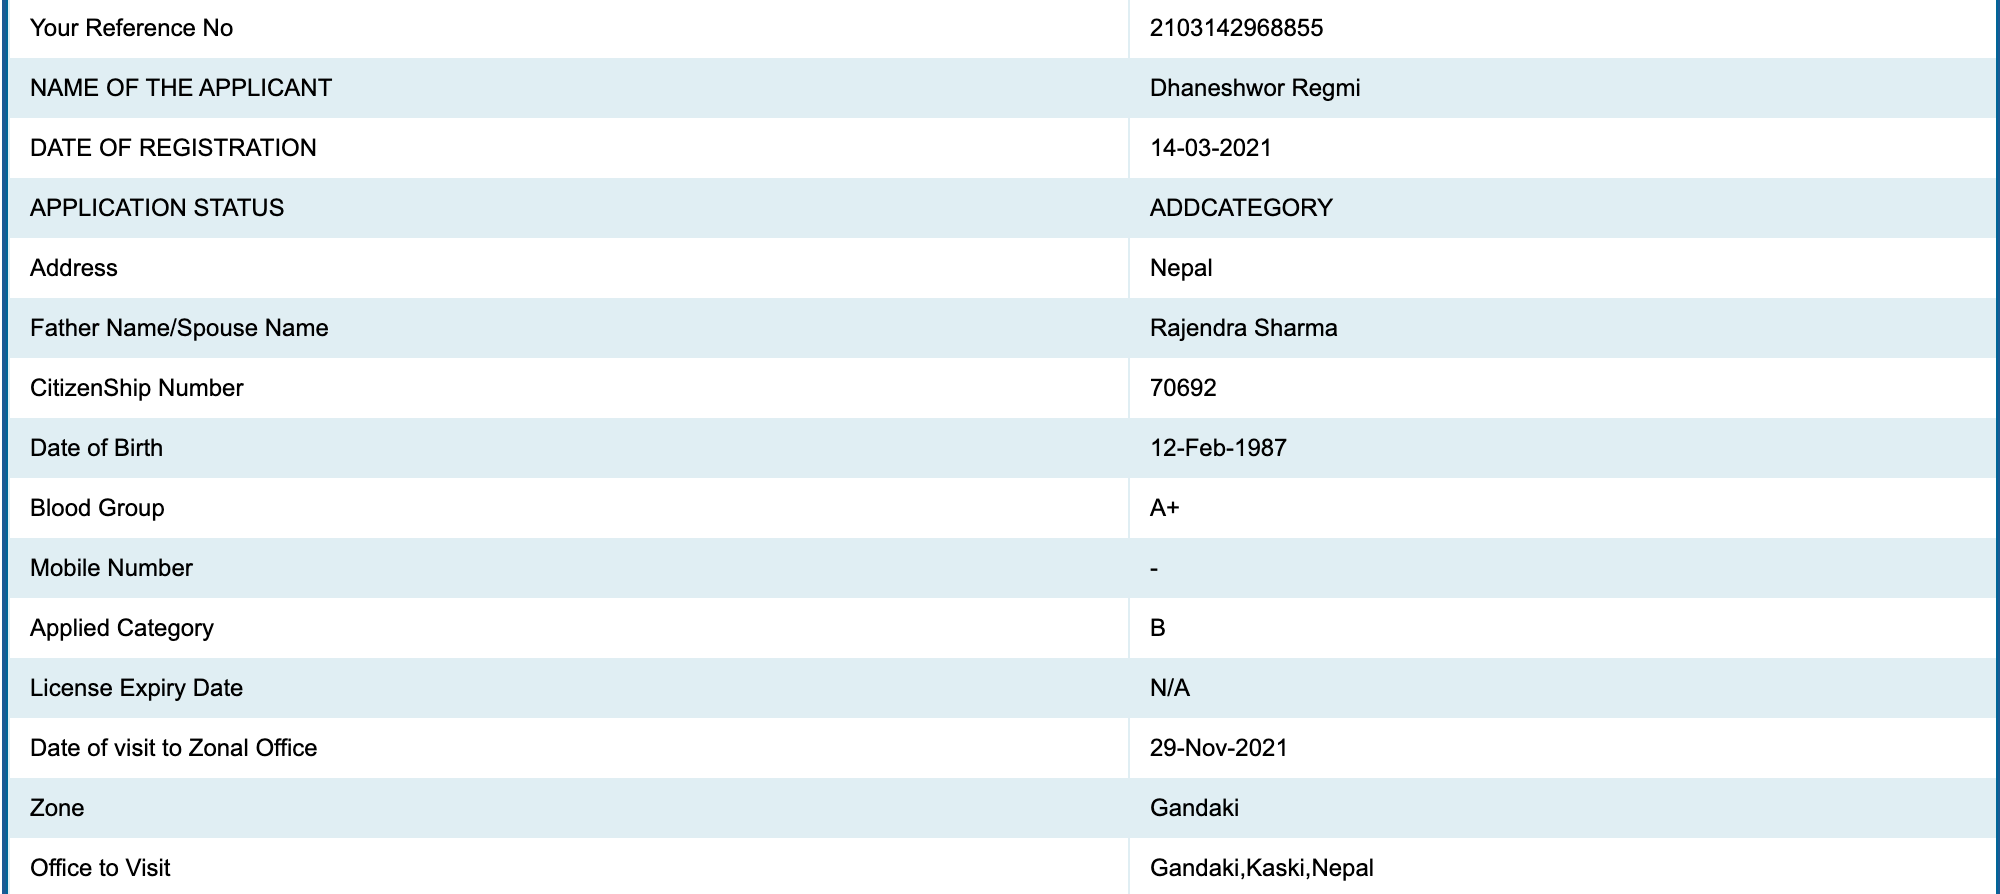 Your Reference No 2103142968855
NAME OF THE APPLICANT Dhaneshwor Regmi
DATE OF REGISTRATION 14-03-2021
APPLICATION STATUS ADDCATEGORY
Address Nepal
Father Name/Spouse Name Rajendra Sharma
CitizenShip Number 70692
Date of Birth 12-Feb-1987
Blood Group A+
Mobile Number -
Applied Category B
License Expiry Date N/A
Date of visit to Zonal Office 29-Nov-2021
Zone Gandaki
Office to Visit Gandaki,Kaski,Nepal